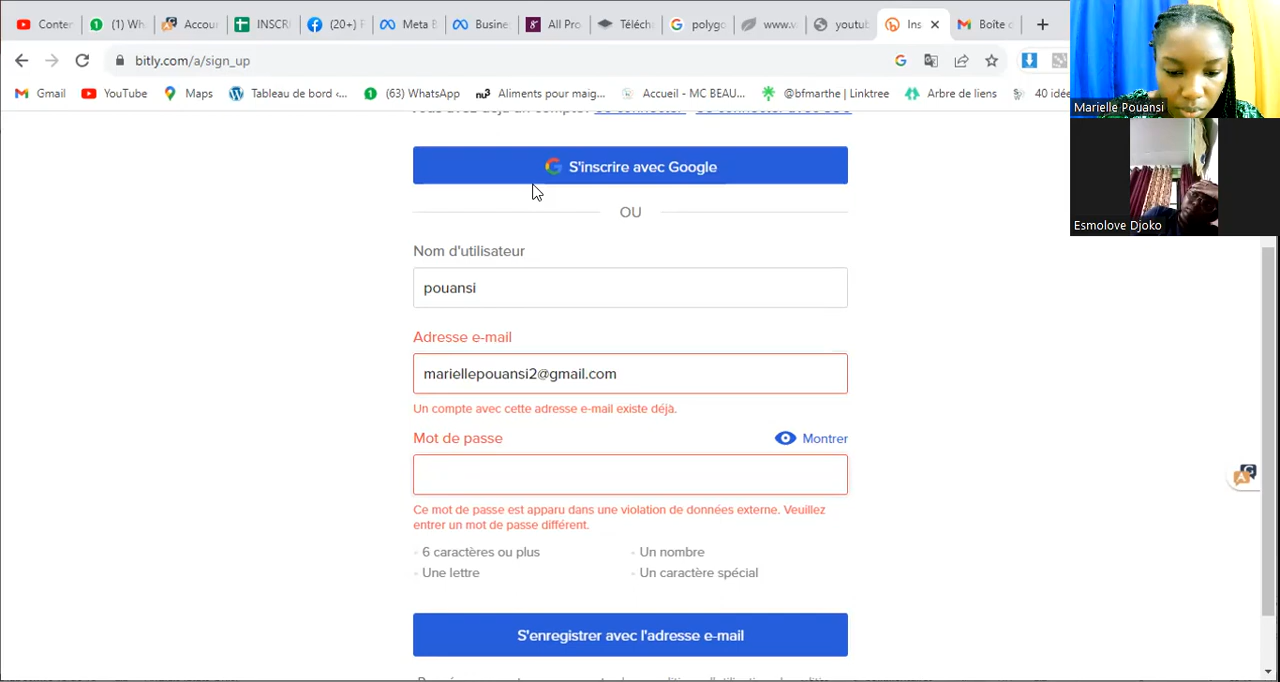 Conter
(1) Wh
Accou
INSCRI
(20+) F
Meta B
Busine
All Pro
Téléch
polygo
www.v
youtub
Ins
Boîte d
bitly.com/a/sign_up
Gmail
YouTube
Maps
Tableau de bord ‹...
(63) WhatsApp
Aliments pour maig...
Accueil - MC BEAU...
@bfmarthe | Linktree
Arbre de liens
40 idée
S'inscrire avec Google
OU
Nom d'utilisateur
pouansi
Adresse e-mail
mariellepouansi2@gmail.com
Un compte avec cette adresse e-mail existe déjà.
Mot de passe
Montrer
Ce mot de passe est apparu dans une violation de données externe. Veuillez
entrer un mot de passe différent.
6 caractères ou plus
Un nombre
Une lettre
Un caractère spécial
S'enregistrer avec l'adresse e-mail
Marielle Pouansi
Esmolove Djoko